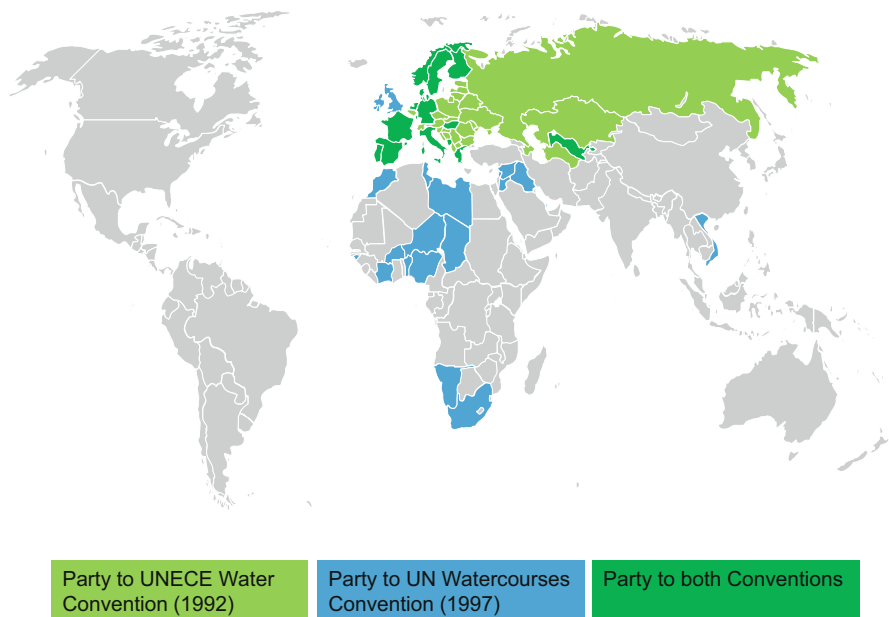 Party to UNECE Water
Convention (1992)
Party to UN Watercourses
Convention (1997)
Party to both Conventions